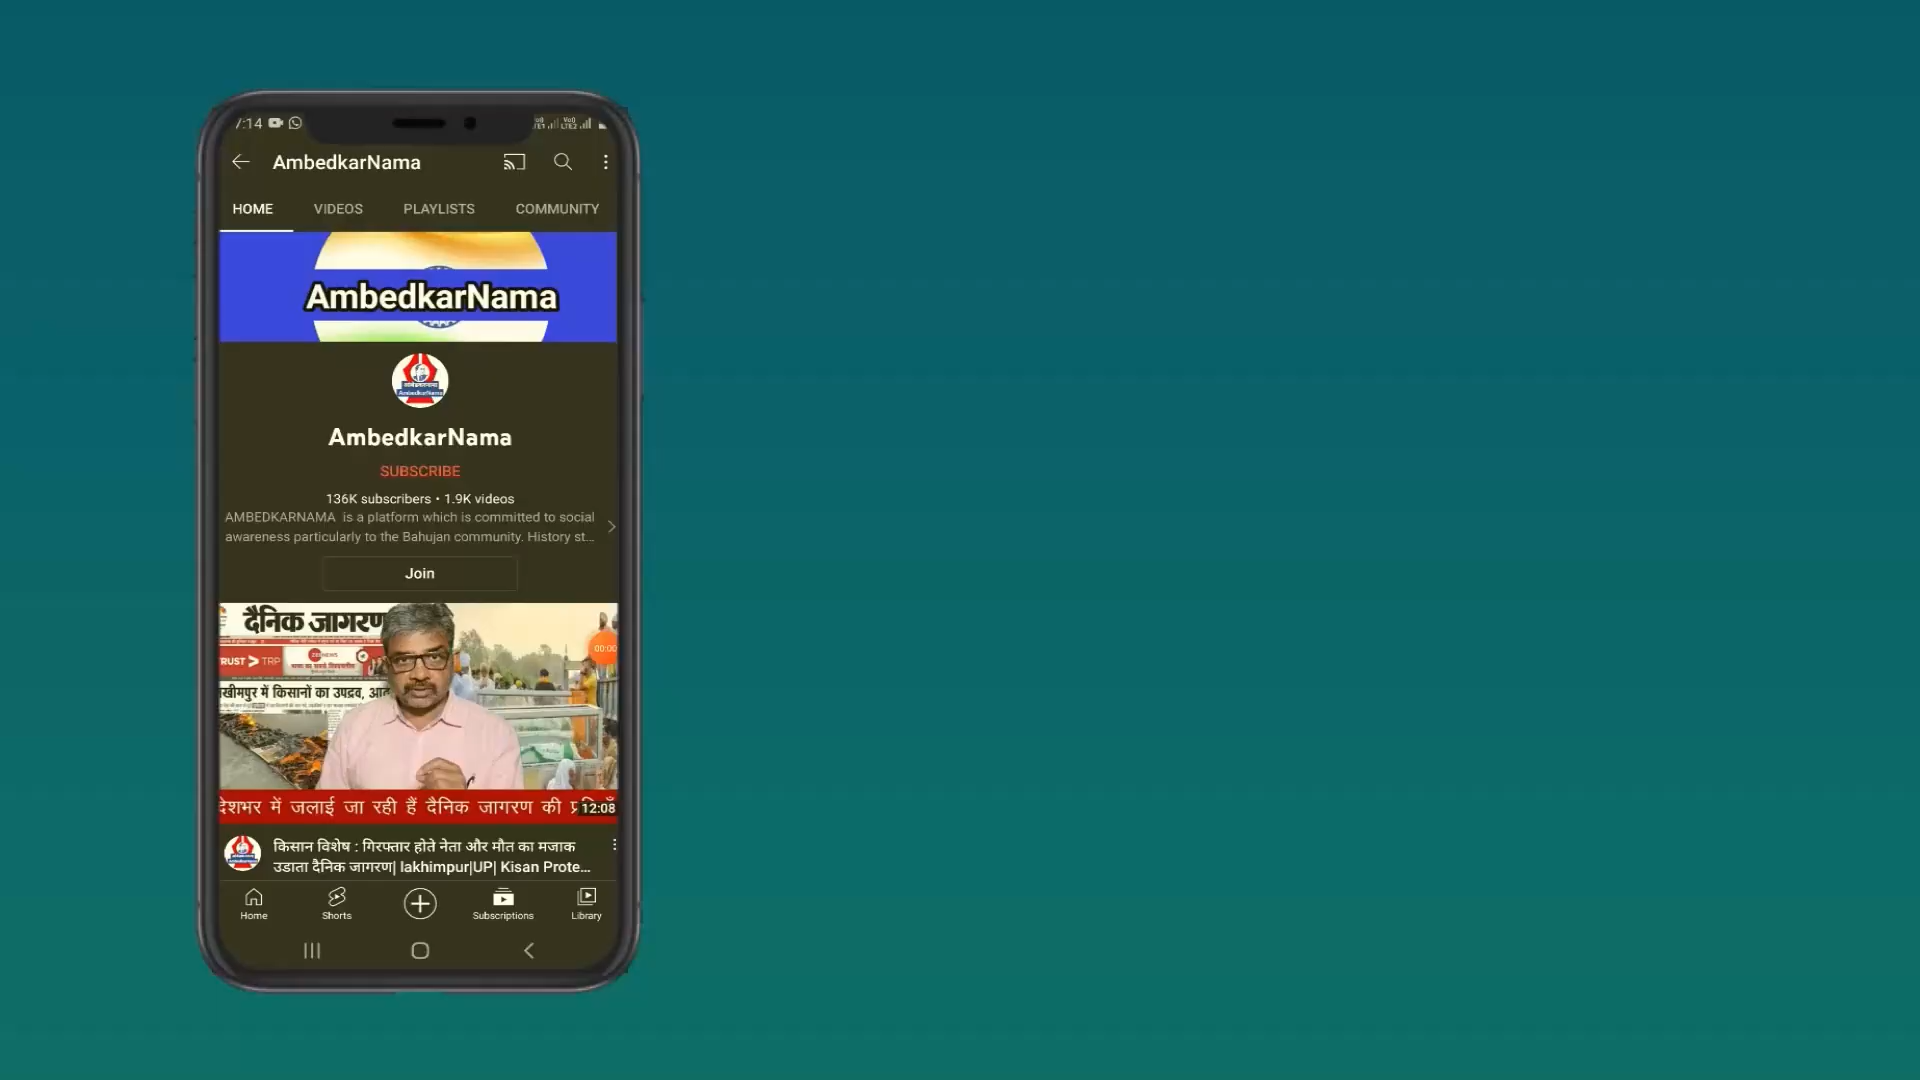 7:14
AmbedkarNama
HOME VIDEOS PLAYLISTS COMMUNITY
AmbedkarNama
AmbedkarNama
SUBSCRIBE
136K subscribers • 1.9K videos
AMBEDKARNAMA is a platform which is committed to social
awareness particularly to the Bahujan community. History st...
Join
दैनिक जागरण
TRUST TRP
खीमपुर में किसानों का उपद्रव,
00:00
देशभर में जलाई जा रही हैं दैनिक जागरण की
12:08
किसान विशेष : गिरफ्तार होते नेता और मौत का मजाक
उडाता दैनिक जागरण| lakhimpur|UP| Kisan Prote...
Home Shorts Subscriptions Library